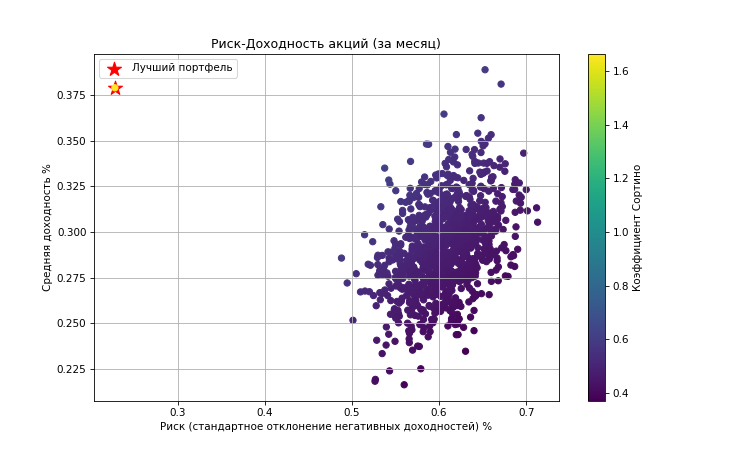 Риск-Доходность акций (за месяц)
Лучший портфель
Средняя доходность %
0.375
0.350
0.325
0.300
0.275
0.250
0.225
0.3 0.4 0.5 0.6 0.7
Риск (стандартное отклонение негативных доходностей) %
1.6
1.4
1.2
1.0
0.8
0.6
0.4
Коэффициент Сортино